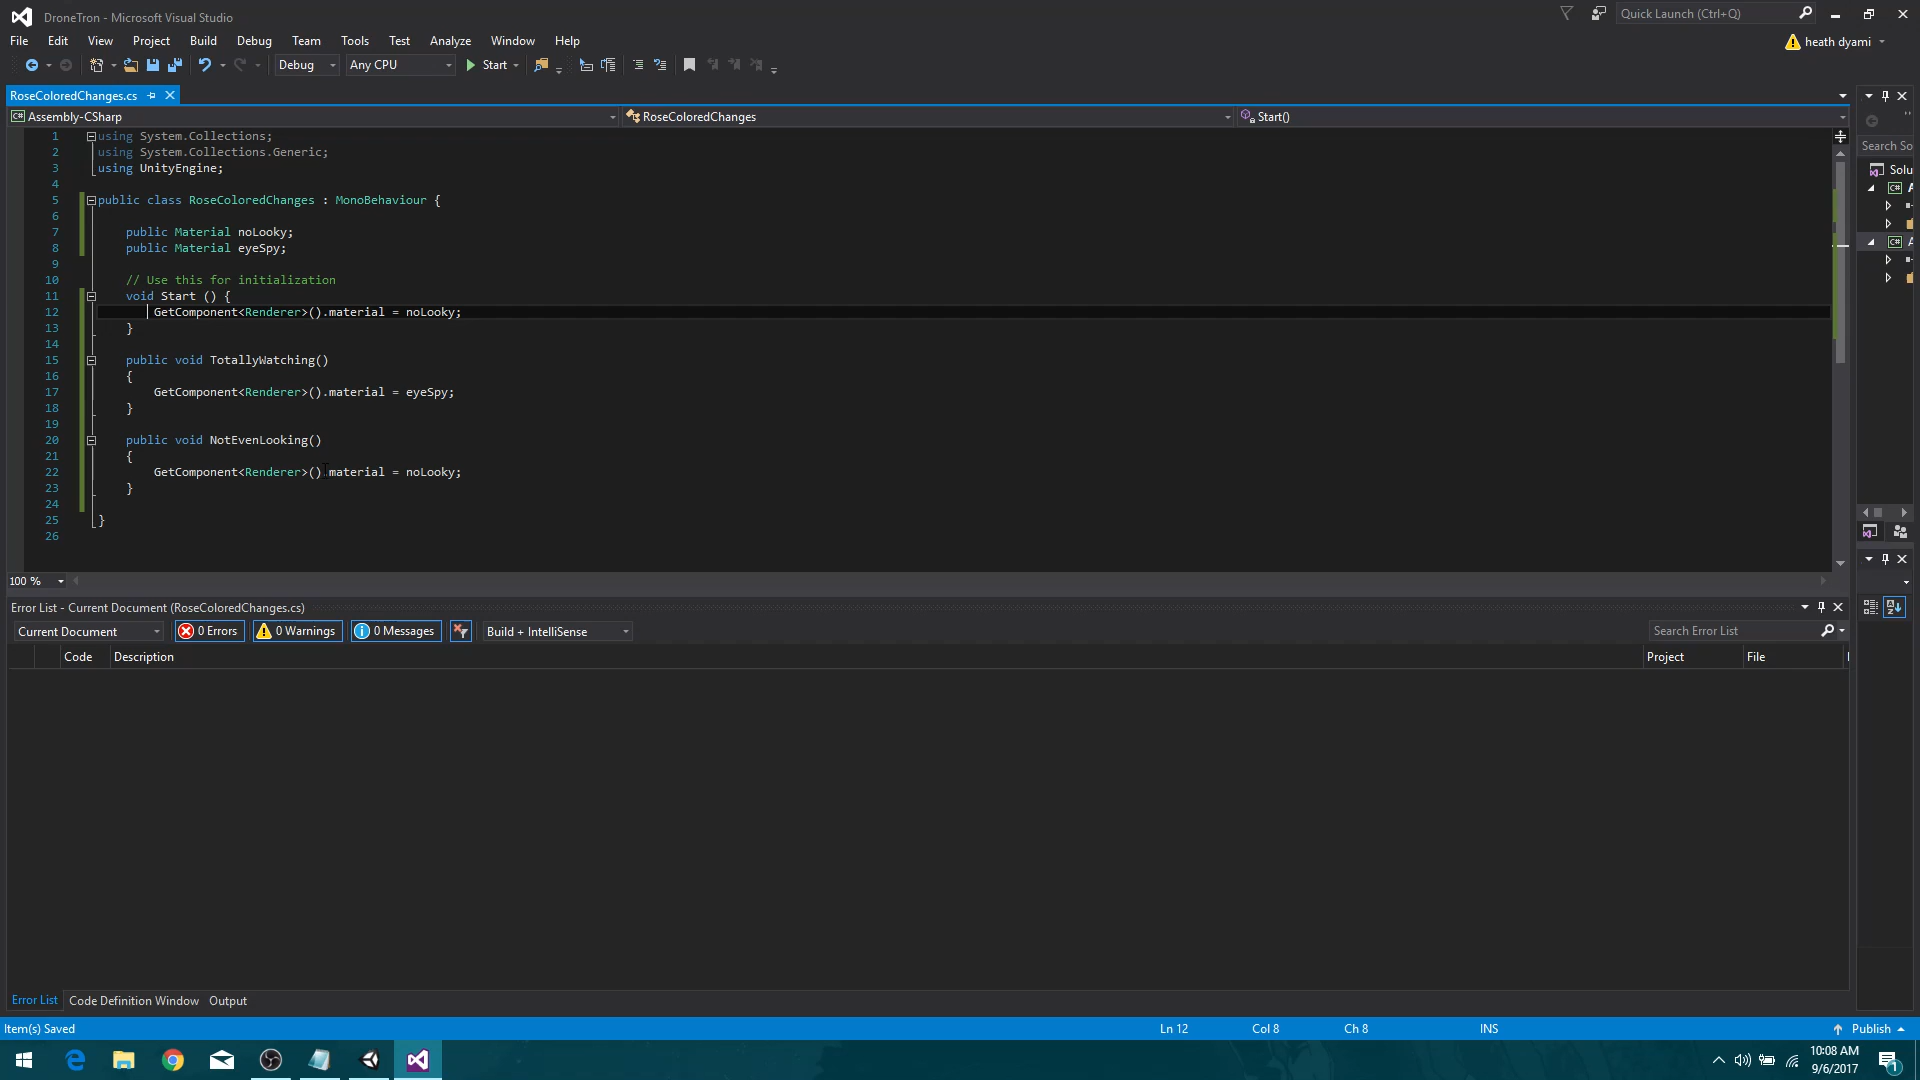 DroneTron - Microsoft Visual Studio
Quick Launch (Ctrl+Q)
File Edit View Project Build Debug Team Tools Test Analyze Window Help
heath dyami
Debug Any CPU Start
RoseColoredChanges.cs
Assembly-CSharp RoseColoredChanges Start()
1 using System.Collections;
2 using System.Collections.Generic;
3 using UnityEngine;
4
5 public class RoseColoredChanges : MonoBehaviour {
6
7 public Material noLooky;
8 public Material eyeSpy;
9
10 // Use this for initialization
11 void Start () {
12 GetComponent<Renderer>().material = noLooky;
13 }
14
15 public void TotallyWatching()
16 {
17 GetComponent<Renderer>().material = eyeSpy;
18 }
19
20 public void NotEvenLooking()
21 {
22 GetComponent<Renderer>().material = noLooky;
23 }
24
25 }
26
Search So
Solu
100 %
Error List - Current Document (RoseColoredChanges.cs)
Current Document 0 Errors 0 Warnings 0 Messages Build + IntelliSense Search Error List
Code Description Project File
Error List Code Definition Window Output
Item(s) Saved Ln 12 Col 8 Ch 8 INS Publish
10:08 AM
9/6/2017
1